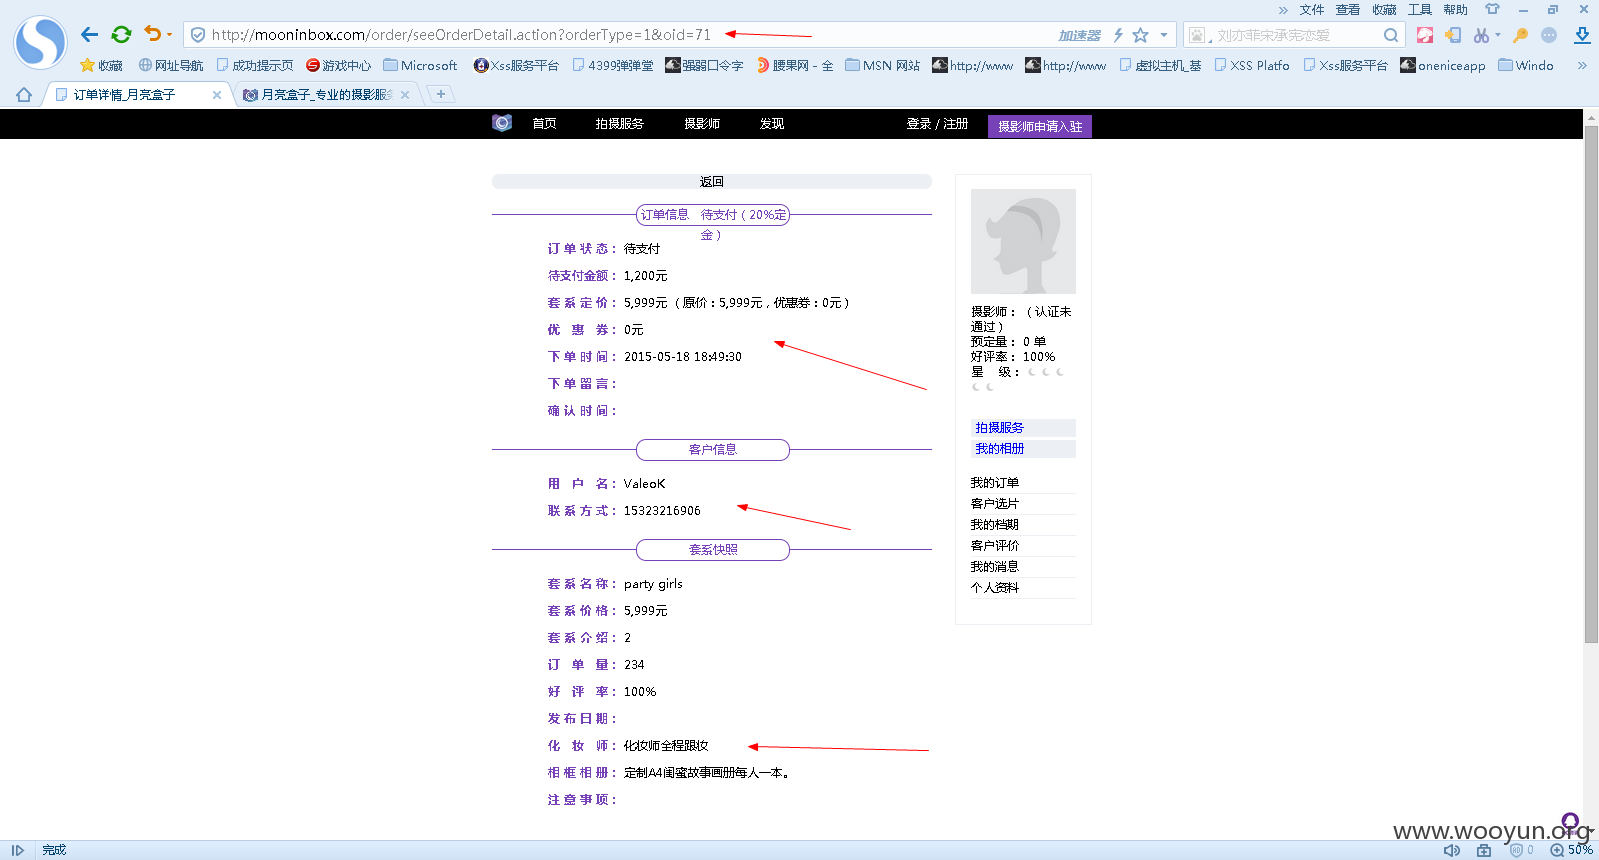 » 文件 查看 收藏 工具 帮助
http://mooninbox.com/order/seeOrderDetail.action?orderType=1&oid=71 加速器 刘亦菲宋承宪恋爱
收藏 网址导航 成功提示页 游戏中心 Microsoft Xss服务平台 4399弹弹堂 强弱口令字 腰果网 - 全 MSN 网站 http://www http://www 虚拟主机_基 XSS Platfo Xss服务平台 oneniceapp Windo »
订单详情_月亮盒子 月亮盒子_专业的摄影服务
首页 拍摄服务 摄影师 发现 登录 / 注册 摄影师申请入驻
返回
订单信息 待支付（20%定
金）
订单状态： 待支付
待支付金额： 1,200元
套系定价： 5,999元（原价：5,999元，优惠券：0元）
优惠券： 0元
下单时间： 2015-05-18 18:49:30
下单留言：
确认时间：
客户信息
用户名： ValeoK
联系方式： 15323216906
套系快照
套系名称： party girls
套系价格： 5,999元
套系介绍： 2
订单量： 234
好评率： 100%
发布日期：
化妆师： 化妆师全程跟妆
相框相册： 定制A4闺蜜故事画册每人一本。
注意事项：
摄影师：（认证未
通过）
预定量： 0 单
好评率： 100%
星 级：
拍摄服务
我的相册
我的订单
客户选片
我的档期
客户评价
我的消息
个人资料
www.wooyun.org
完成 0 50%